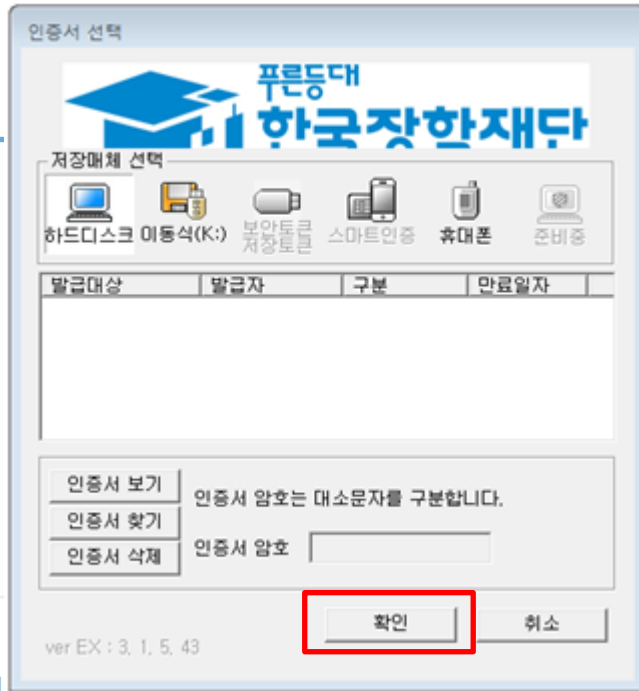 인증서 선택
푸른등대
한국장학재단
저장매체 선택
하드디스크 이동식(K:) 보안토큰 저장토큰 스마트인증 휴대폰 준비중
발급대상 발급자 구분 만료일자
인증서 보기
인증서 암호는 대소문자를 구분합니다.
인증서 찾기
인증서 암호
인증서 삭제
확인 취소
ver EX : 3, 1, 5, 43